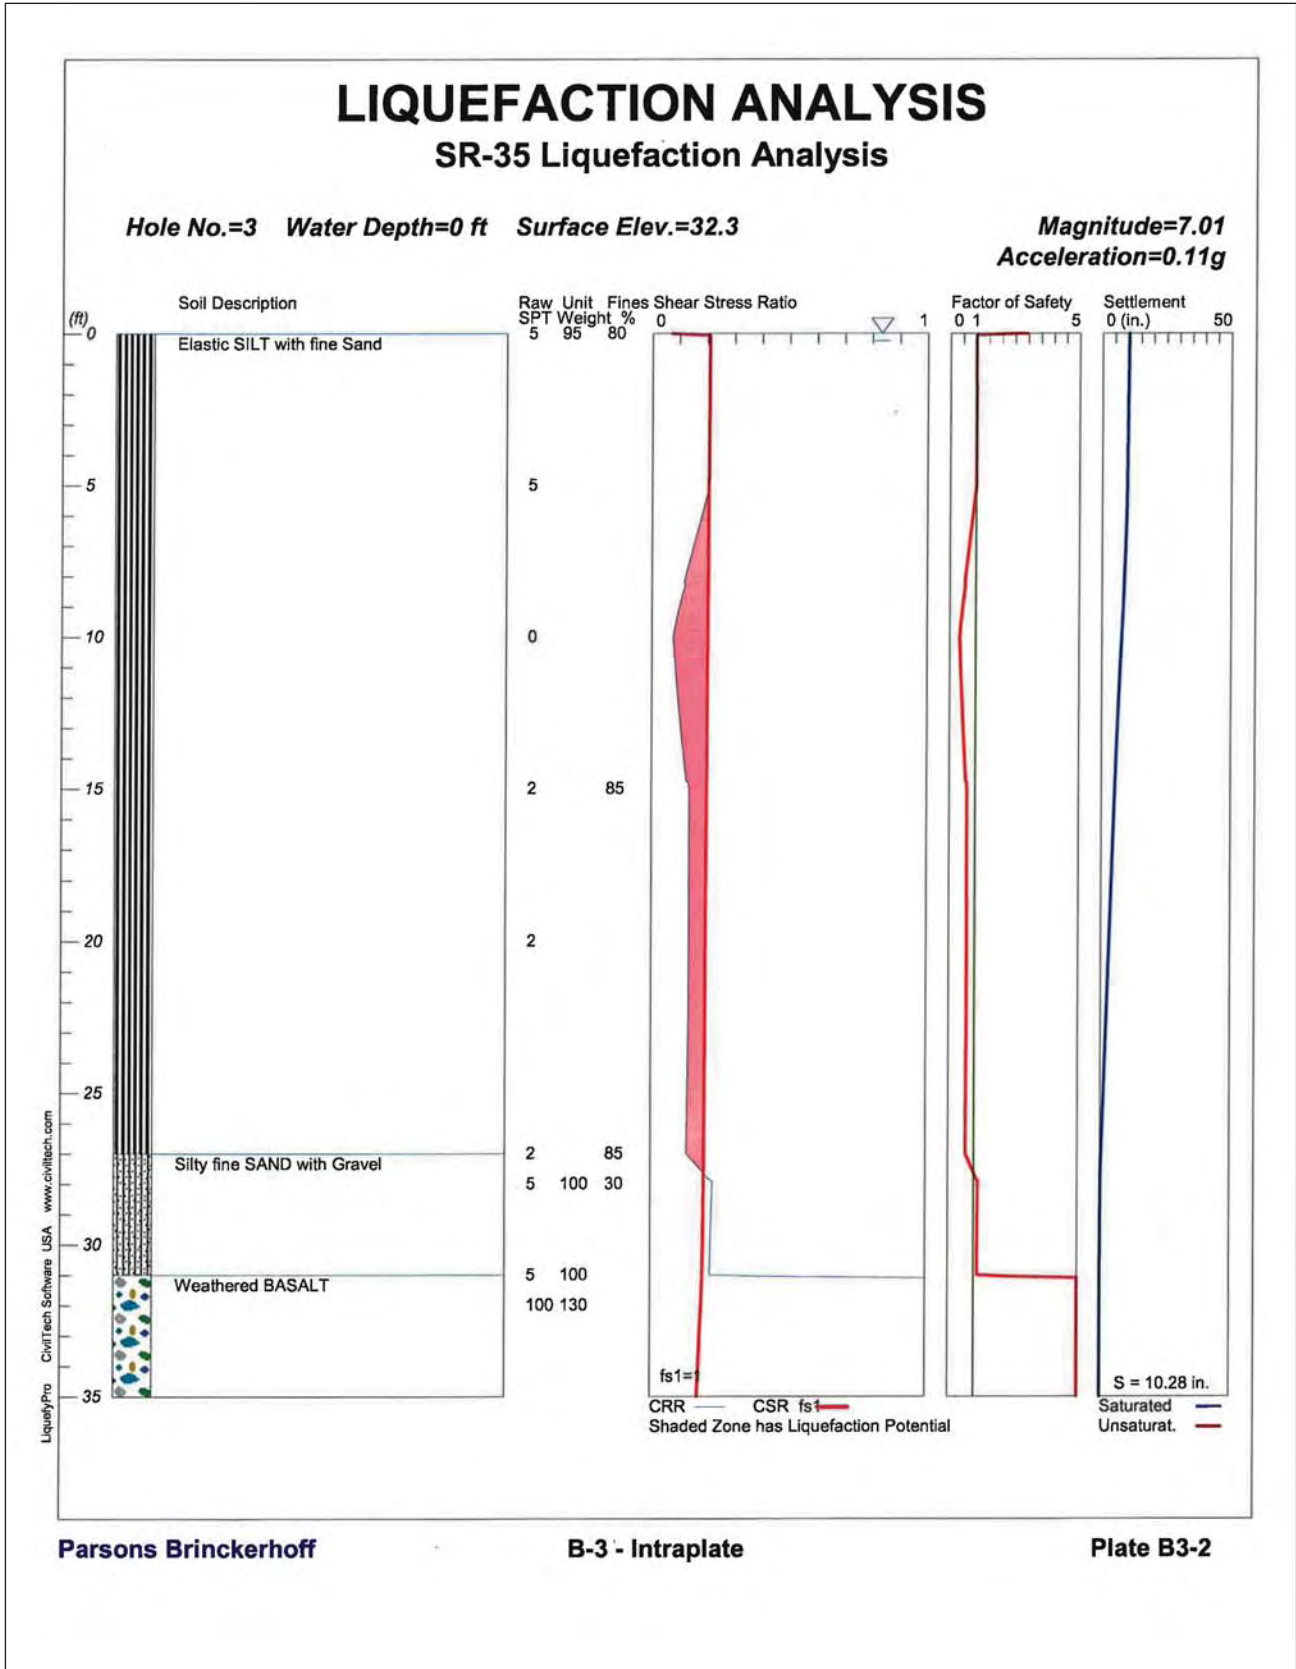 LIQUEFACTION ANALYSIS
SR-35 Liquefaction Analysis
Hole No.=3 Water Depth=0 ft Surface Elev.=32.3
Magnitude=7.01
Acceleration=0.11g
Soil Description
Raw Unit Fines
SPT Weight %
Shear Stress Ratio
0 1
Factor of Safety
0 1 5
Settlement
0 (in.) 50
(ft)
0
Elastic SILT with fine Sand
5 95 80
5
5
10
0
15
2 85
20
2
25
2 85
Silty fine SAND with Gravel
5 100 30
30
5 100
Weathered BASALT
100 130
35
fs1=1
S = 10.28 in.
CRR CSR fs1
Shaded Zone has Liquefaction Potential
Saturated
Unsaturat.
LiquefyPro CivilTech Software USA www.civiltech.com
Parsons Brinckerhoff
B-3 - Intraplate
Plate B3-2